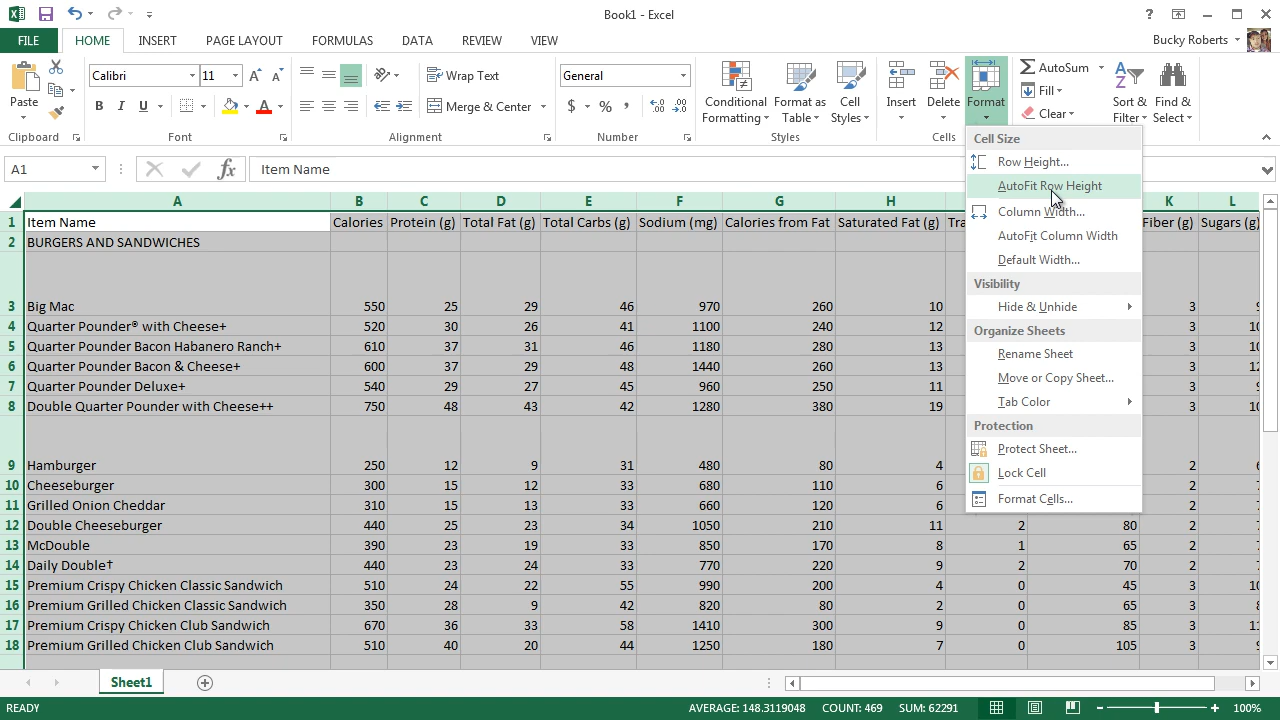 Book1 - Excel
FILE HOME INSERT PAGE LAYOUT FORMULAS DATA REVIEW VIEW Bucky Roberts
Calibri 11 Wrap Text General AutoSum
Fill
Paste B I U Merge & Center $ % Conditional Formatting Format as Table Cell Styles Insert Delete Format Clear Sort & Filter Find & Select
Clipboard Font Alignment Number Styles Cells
A1 fx Item Name
A B C D E F G H K L
1 Item Name Calories Protein (g) Total Fat (g) Total Carbs (g) Sodium (mg) Calories from Fat Saturated Fat (g) Tra Fiber (g) Sugars (g)
2 BURGERS AND SANDWICHES
3 Big Mac 550 25 29 46 970 260 10 3
4 Quarter Pounder® with Cheese+ 520 30 26 41 1100 240 12 3 10
5 Quarter Pounder Bacon Habanero Ranch+ 610 37 31 46 1180 280 13 3 10
6 Quarter Pounder Bacon & Cheese+ 600 37 29 48 1440 260 13 3 12
7 Quarter Pounder Deluxe+ 540 29 27 45 960 250 11 3
8 Double Quarter Pounder with Cheese++ 750 48 43 42 1280 380 19 3 10
9 Hamburger 250 12 9 31 480 80 4 2
10 Cheeseburger 300 15 12 33 680 110 6 2
11 Grilled Onion Cheddar 310 15 13 33 660 120 6 2
12 Double Cheeseburger 440 25 23 34 1050 210 11 2 80 2
13 McDouble 390 23 19 33 850 170 8 1 65 2
14 Daily Double† 440 23 24 33 770 220 9 2 70 2
15 Premium Crispy Chicken Classic Sandwich 510 24 22 55 990 200 4 0 45 3 10
16 Premium Grilled Chicken Classic Sandwich 350 28 9 42 820 80 2 0 65 3
17 Premium Crispy Chicken Club Sandwich 670 36 33 58 1410 300 9 0 85 3 11
18 Premium Grilled Chicken Club Sandwich 510 40 20 44 1250 180 7 0 105 3
Cell Size
Row Height...
AutoFit Row Height
Column Width...
AutoFit Column Width
Default Width...
Visibility
Hide & Unhide
Organize Sheets
Rename Sheet
Move or Copy Sheet...
Tab Color
Protection
Protect Sheet...
Lock Cell
Format Cells...
Sheet1
READY AVERAGE: 148.3119048 COUNT: 469 SUM: 62291 100%